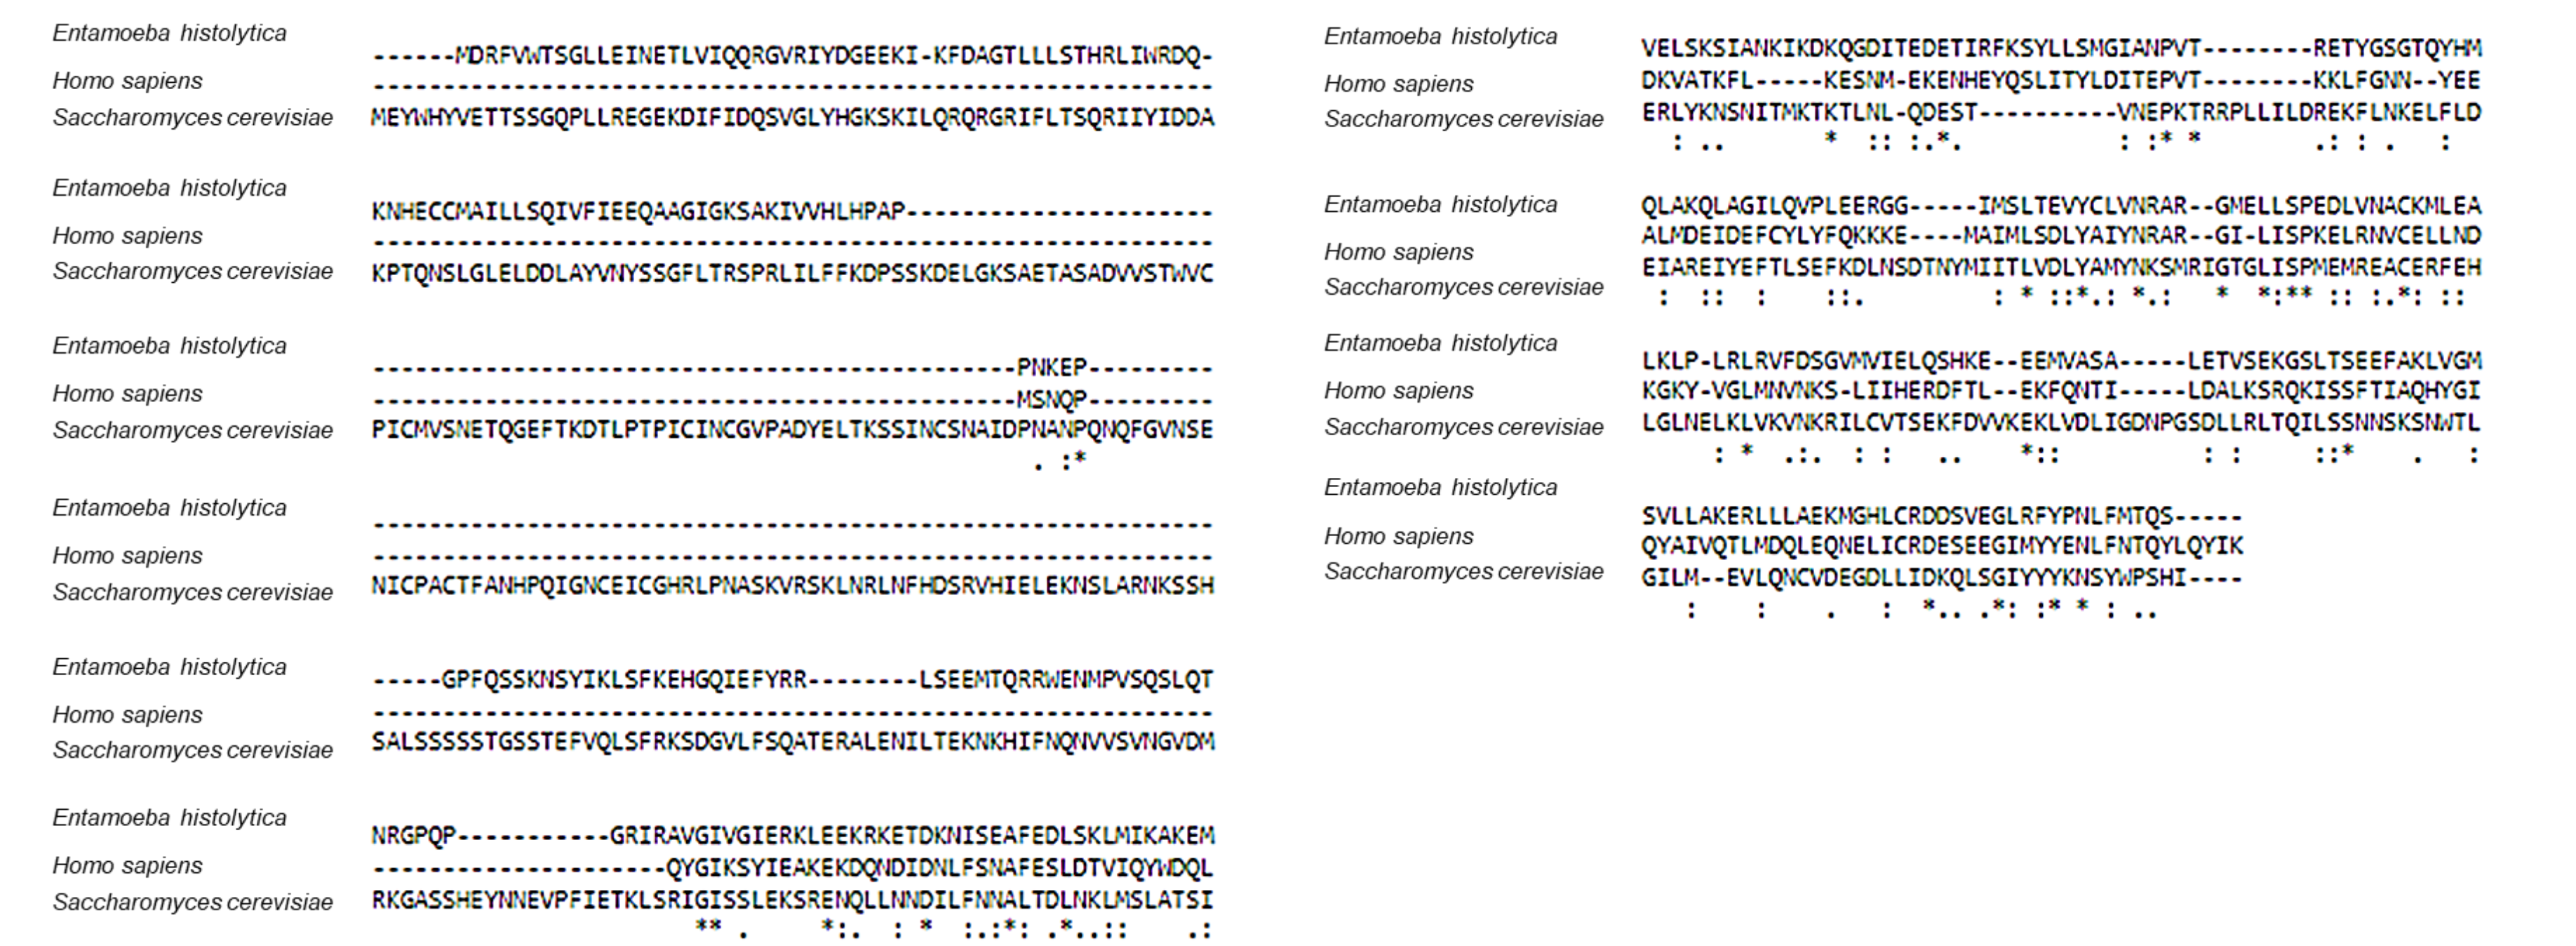 Entamoeba histolytica ------MDRFVWTSGLLEINETLVIQQRGVRIYDGEEKI-KFDAGTLLLSTHRLIWRDQ-
Homo sapiens ------------------------------------------------------------
Saccharomyces cerevisiae MEYWHYVETTSSGQPLLREGEKDIFIDQSVGLYHGKSKILQRQRGRIFLTSQRIIYIDDA
Entamoeba histolytica KNHECCMAILLSQIVFIEEQAAGIGKSAKIVVHLHPAP----------------------
Homo sapiens ------------------------------------------------------------
Saccharomyces cerevisiae KPTQNSLGLELDDLAYVNYSSGFLTRSPRLILFFKDPSSKDELGKSAETASADVVSTWVC
Entamoeba histolytica ----------------------------------------------PNKEP---------
Homo sapiens ----------------------------------------------MSNQP---------
Saccharomyces cerevisiae PICMVSNETQGEFTKDTLPTPICINCGVPADYELTKSSINCSNAIDPNANPQNQFGVNSE
. :*
Entamoeba histolytica ------------------------------------------------------------
Homo sapiens ------------------------------------------------------------
Saccharomyces cerevisiae NICPACTFANHPQIGNCEICGHRLPNASKVRSKLNRLNFHDSRVHIELEKNSLARNKSSH
Entamoeba histolytica -----GPFQSSKNSYIKLSFKEHGQIEFYRR--------LSEEMTQRRWENMPVSQSLQT
Homo sapiens ------------------------------------------------------------
Saccharomyces cerevisiae SALSSSSSTGSSTEFVQLSFRKSDGVLFSQATERALENILTEKNKHIFNQNVVSVNGVDM
Entamoeba histolytica NRGPQP-----------GRIRAVGIVGIERKLEEKRKETDKNISEAFEDLSKLMIKAKEM
Homo sapiens ---------------------QYGIKSYIEAKEKDQNDIDNLFSNAFESLDTVIQYWDQL
Saccharomyces cerevisiae RKGASSHEYNNEVPFIETKLSRIGISSLEKSRENQLLNNDILFNNALTDLNKLMSLATSI
** .     *:.  : *  :.:*: .*..::    .:
Entamoeba histolytica VELSKSIANKIKDKQGDITEDETIRFKSYLLSMGIANPVT--------RETYGSGTQYHM
Homo sapiens DKVATKFL-----KESNM-EKENHEYQSLITYLDITEPVT--------KKLFGNN--YEE
Saccharomyces cerevisiae ERLYKNSNITMKTKTLNL-QDEST----------VNEPKTRRPLLILDREKFLNKELFLD
: ..       *  :: :.*.           : :* *        .: : .   :
Entamoeba histolytica QLAKQLAGILQVPLEERGG-----IMSLTEVYCLVNRAR--GMELLSPEDLVNACKMLEA
Homo sapiens ALMDEIDEFCYLYFQKKKE----MAIMLSDLYAIYNRAR--GI-LISPKELRNVCELLND
Saccharomyces cerevisiae EIAREIYEFTLSEFKDLNSDTNYMIITLVDLYAMYNKSMRIGTGLISPMEMREACERFEH
:  ::  :    ::.         : * ::*.: *.:   *  *:** :: :.*: ::
Entamoeba histolytica LKLP-LRLRVFDSGVMVIELQSHKE--EEMVASA-----LETVSEKGSLTSEEFAKLVGM
Homo sapiens KGKY-VGLMNVNKS-LIIHERDFTL--EKFQNTI-----LDALKSRQKISSFTIAQHYGI
Saccharomyces cerevisiae LGLNELKLVKVNKRILCVTSEKFDVVKEKLVDLIGDNPGSDLLRLTQILSSNNSKSNWTL
: *  .:.  : :   ..    *::          : :     ::*    .   :
Entamoeba histolytica SVLLAKERLLLAEKMGHLCRDDSVEGLRFYPNLFMTQS-----
Homo sapiens QYAIVQTLMDQLEQNELICRDESEEGIMYYENLFNTQYLQYIK
Saccharomyces cerevisiae GILM--EVLQNCVDEGDLLIDKQLSGIYYYKNSYWPSHI----
:    :    .   :  *.. .*: :* * : ..